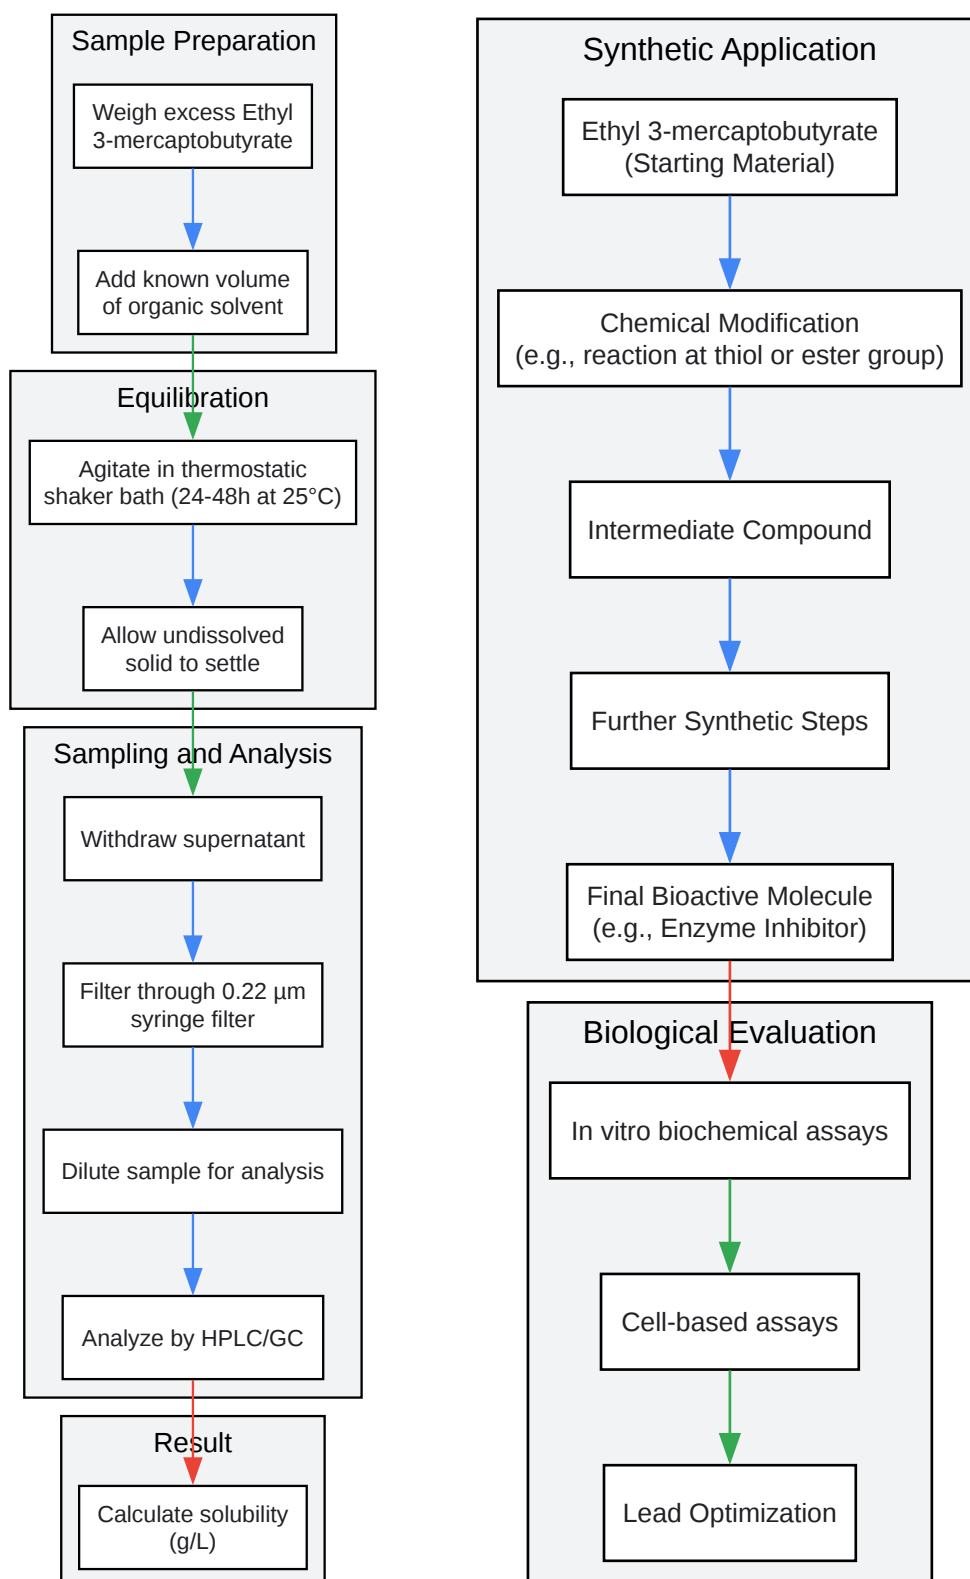 Sample Preparation
Weigh excess Ethyl
3-mercaptobutyrate
Add known volume
of organic solvent
Equilibration
Agitate in thermostatic
shaker bath (24-48h at 25°C)
Allow undissolved
solid to settle
Sampling and Analysis
Withdraw supernatant
Filter through 0.22 µm
syringe filter
Dilute sample for analysis
Analyze by HPLC/GC
Result
Calculate solubility
(g/L)
Synthetic Application
Ethyl 3-mercaptobutyrate
(Starting Material)
Chemical Modification
(e.g., reaction at thiol or ester group)
Intermediate Compound
Further Synthetic Steps
Final Bioactive Molecule
(e.g., Enzyme Inhibitor)
Biological Evaluation
In vitro biochemical assays
Cell-based assays
Lead Optimization